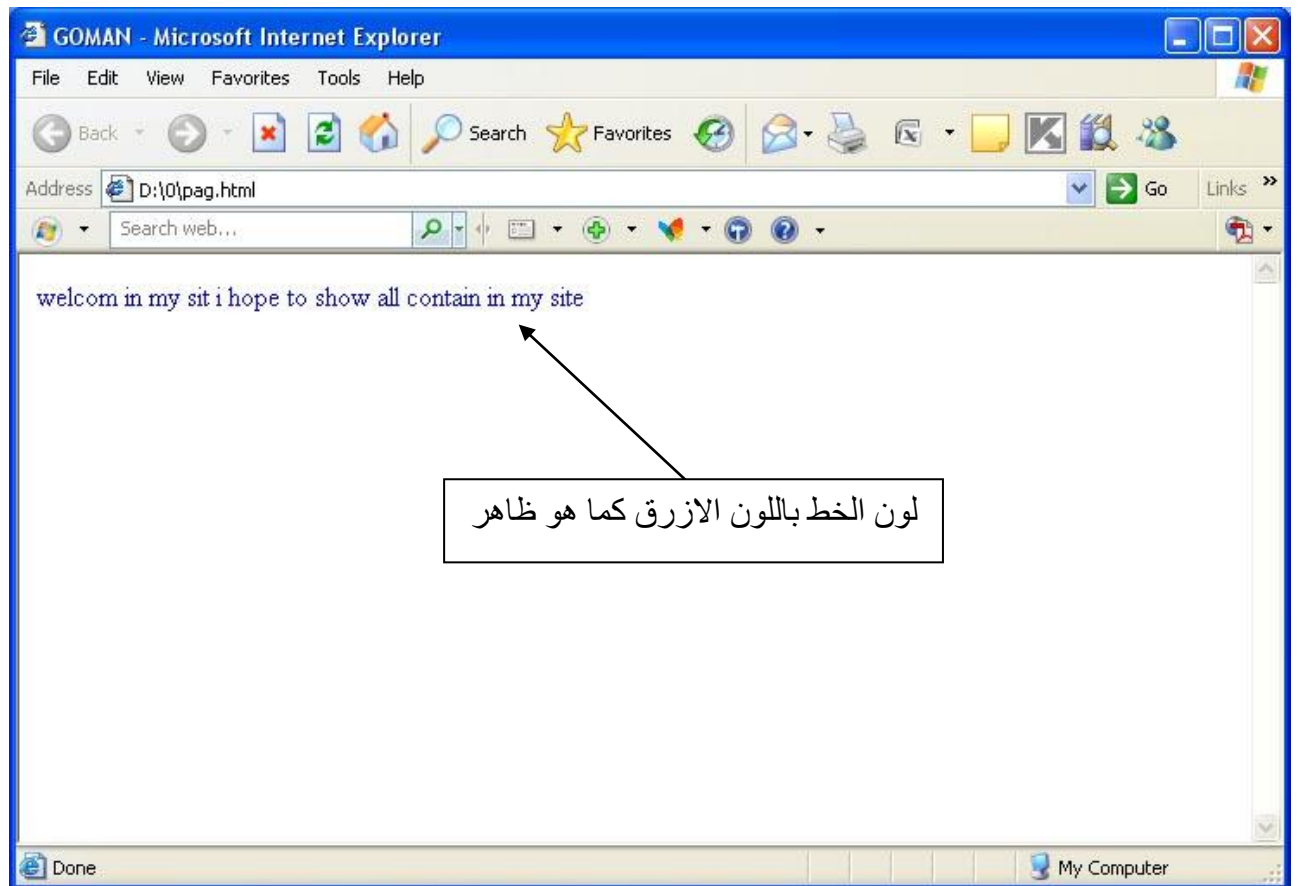 GOMAN - Microsoft Internet Explorer
File Edit View Favorites Tools Help
Back Search Favorites
Address D:\0\pag.html Go Links »
Search web...
welcom in my sit i hope to show all contain in my site
لون الخط باللون الازرق كما هو ظاهر
Done My Computer